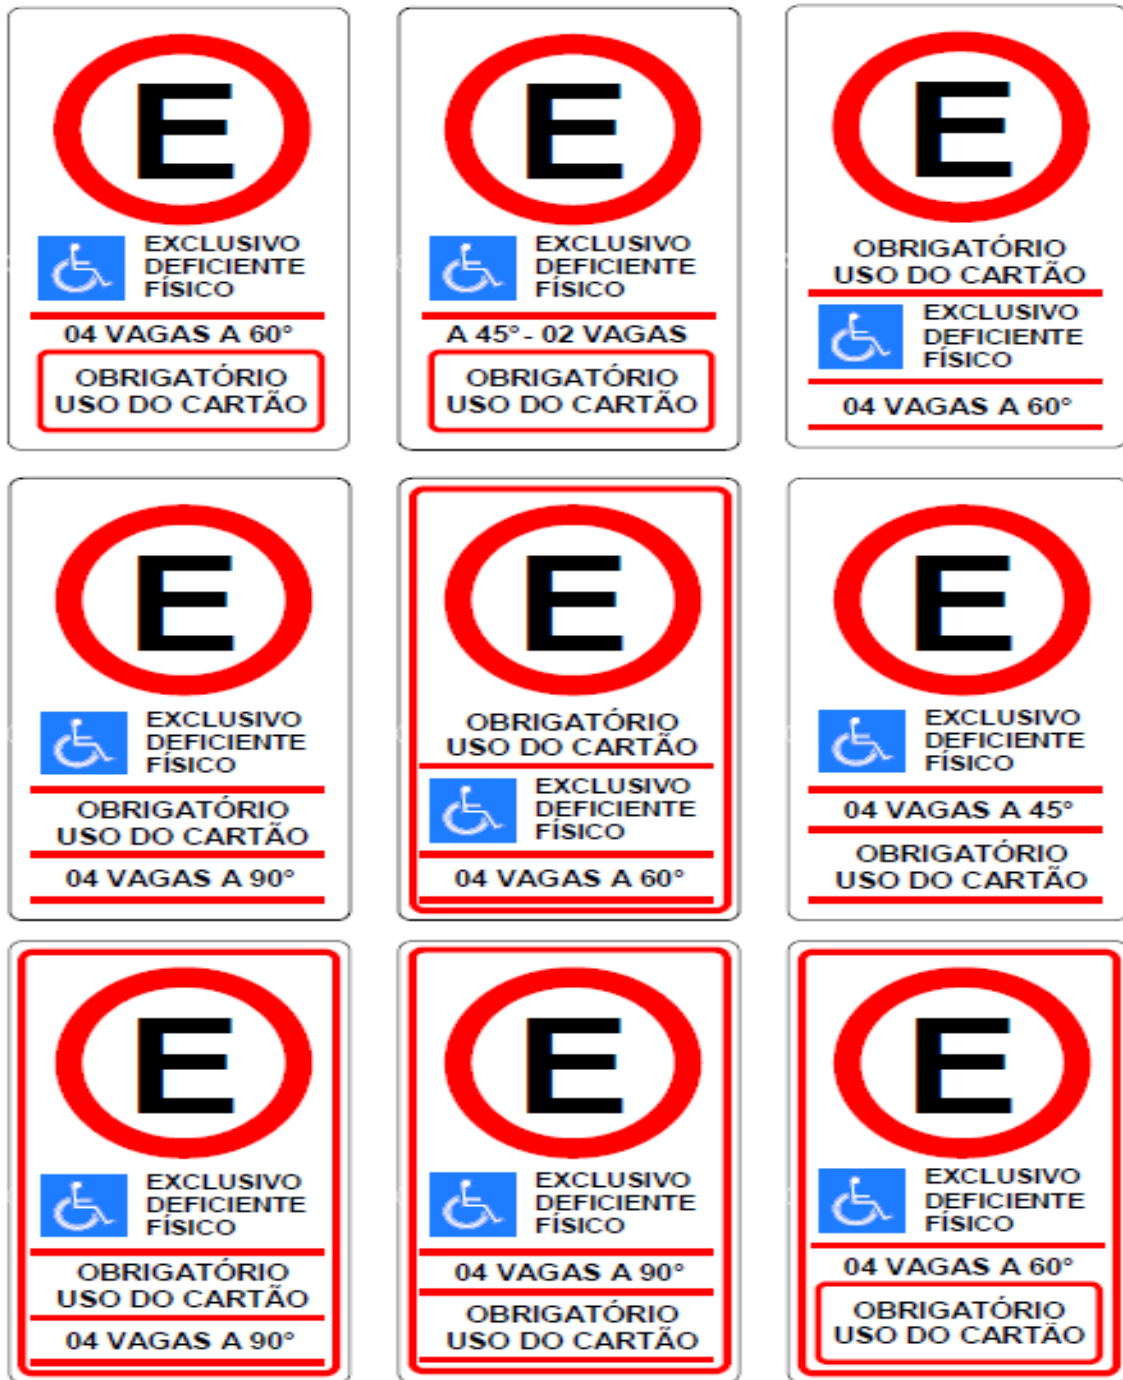 E
EXCLUSIVO
DEFICIENTE
FÍSICO
04 VAGAS A 60°
OBRIGATÓRIO
USO DO CARTÃO
E
EXCLUSIVO
DEFICIENTE
FÍSICO
A 45°- 02 VAGAS
OBRIGATÓRIO
USO DO CARTÃO
E
OBRIGATÓRIO
USO DO CARTÃO
EXCLUSIVO
DEFICIENTE
FÍSICO
04 VAGAS A 60°
E
EXCLUSIVO
DEFICIENTE
FÍSICO
OBRIGATÓRIO
USO DO CARTÃO
04 VAGAS A 90°
E
OBRIGATÓRIO
USO DO CARTÃO
EXCLUSIVO
DEFICIENTE
FÍSICO
04 VAGAS A 60°
E
EXCLUSIVO
DEFICIENTE
FÍSICO
04 VAGAS A 45°
OBRIGATÓRIO
USO DO CARTÃO
E
EXCLUSIVO
DEFICIENTE
FÍSICO
OBRIGATÓRIO
USO DO CARTÃO
04 VAGAS A 90°
E
EXCLUSIVO
DEFICIENTE
FÍSICO
04 VAGAS A 90°
OBRIGATÓRIO
USO DO CARTÃO
E
EXCLUSIVO
DEFICIENTE
FÍSICO
04 VAGAS A 60°
OBRIGATÓRIO
USO DO CARTÃO